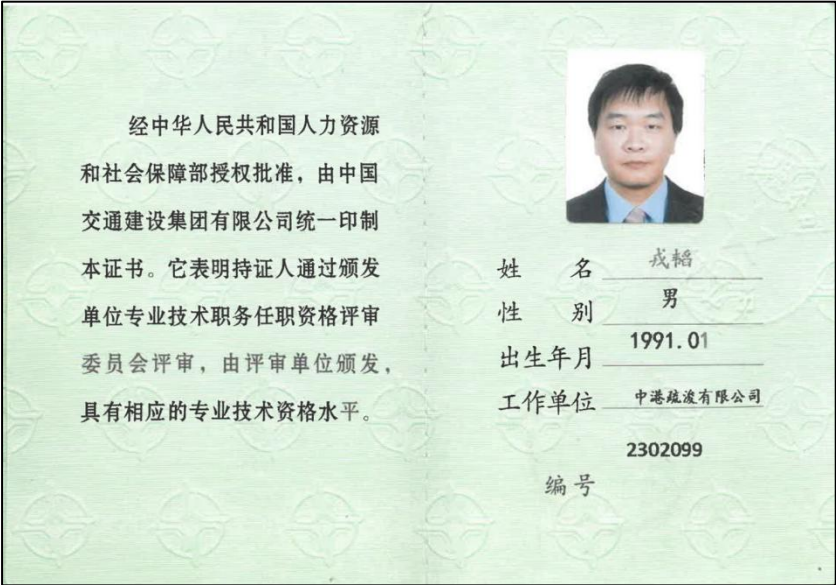 经中华人民共和国人力资源
和社会保障部授权批准，由中国
交通建设集团有限公司统一印制
本证书。它表明持证人通过颁发
单位专业技术职务任职资格评审
委员会评审，由评审单位颁发，
具有相应的专业技术资格水平。
姓 名 戎韬
性 别 男
出生年月 1991.01
工作单位 中港疏浚有限公司
2302099
编号